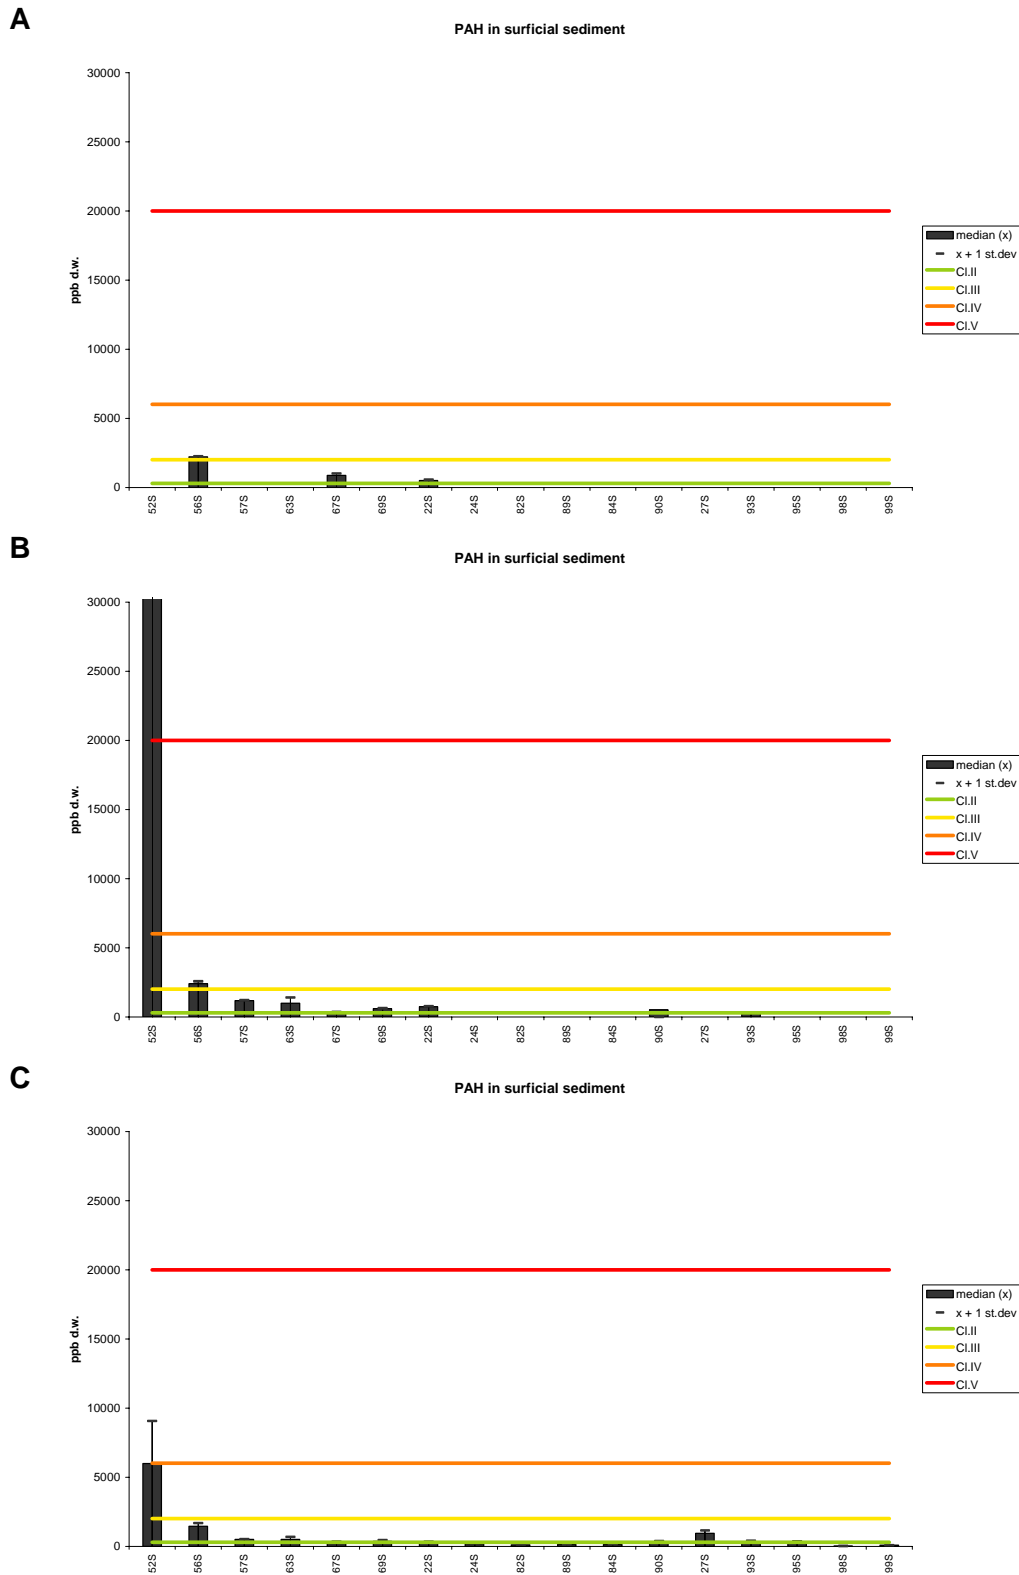 A
PAH in surficial sediment
30000
25000
20000
15000
10000
5000
0
ppb d.w.
52S
56S
57S
63S
67S
69S
22S
24S
82S
89S
84S
90S
27S
93S
95S
98S
99S
median (x)
x + 1 st.dev
Cl.II
Cl.III
Cl.IV
Cl.V
B
PAH in surficial sediment
30000
25000
20000
15000
10000
5000
0
ppb d.w.
52S
56S
57S
63S
67S
69S
22S
24S
82S
89S
84S
90S
27S
93S
95S
98S
99S
median (x)
x + 1 st.dev
Cl.II
Cl.III
Cl.IV
Cl.V
C
PAH in surficial sediment
30000
25000
20000
15000
10000
5000
0
ppb d.w.
52S
56S
57S
63S
67S
69S
22S
24S
82S
89S
84S
90S
27S
93S
95S
98S
99S
median (x)
x + 1 st.dev
Cl.II
Cl.III
Cl.IV
Cl.V